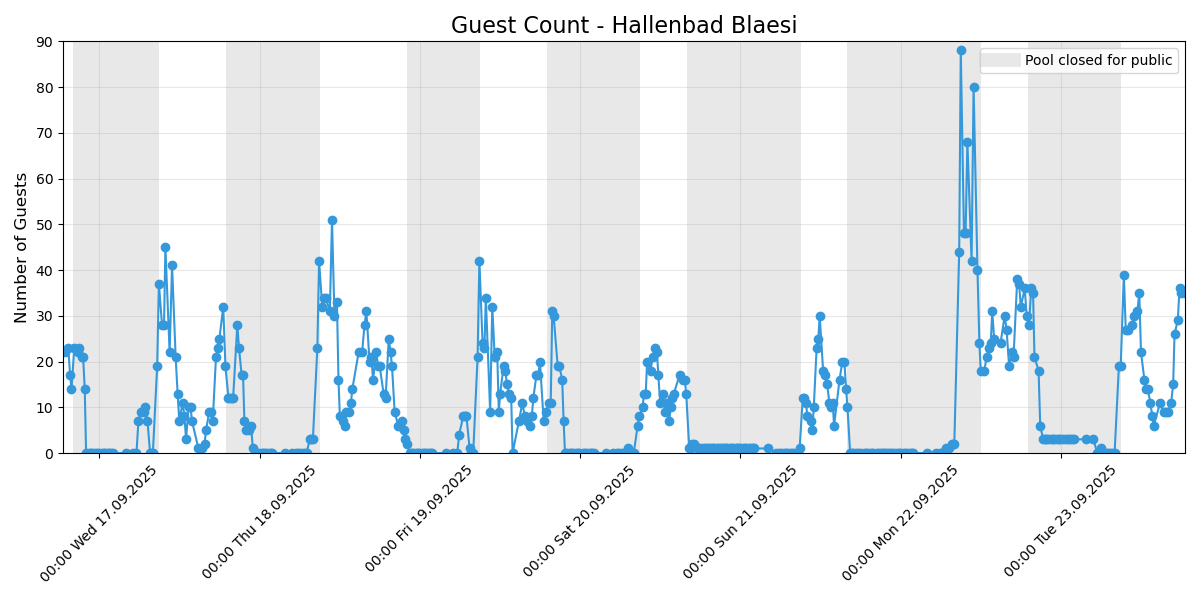 Guest Count - Hallenbad Blaesi
Pool closed for public
Number of Guests
90
80
70
60
50
40
30
20
10
0
00:00 Wed 17.09.2025
00:00 Thu 18.09.2025
00:00 Fri 19.09.2025
00:00 Sat 20.09.2025
00:00 Sun 21.09.2025
00:00 Mon 22.09.2025
00:00 Tue 23.09.2025